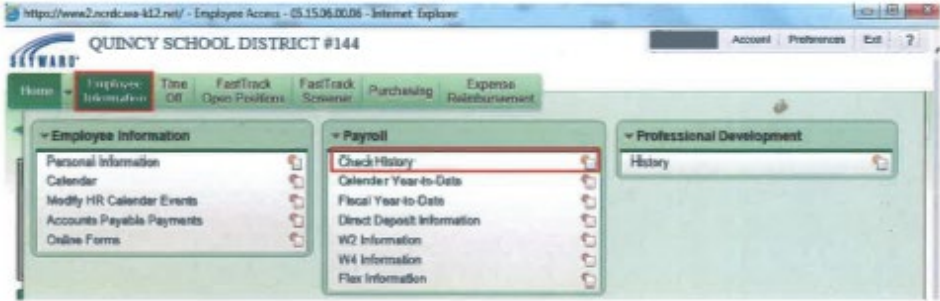 https://www2.ncrdc.wa-k12.net/ - Employee Access - 05.15.06.00.06 - Internet Explorer
QUINCY SCHOOL DISTRICT #144
Account Preferences Exit ?
SKYWARD
Home Employee Information Time Off FastTrack Open Positions FastTrack Screener Purchasing Expense Reimbursement
Employee Information
Personal Information
Calendar
Modify HR Calendar Events
Accounts Payable Payments
Online Forms
Payroll
Check History
Calendar Year-to-Date
Fiscal Year-to-Date
Direct Deposit Information
W2 Information
W4 Information
Flex Information
Professional Development
History